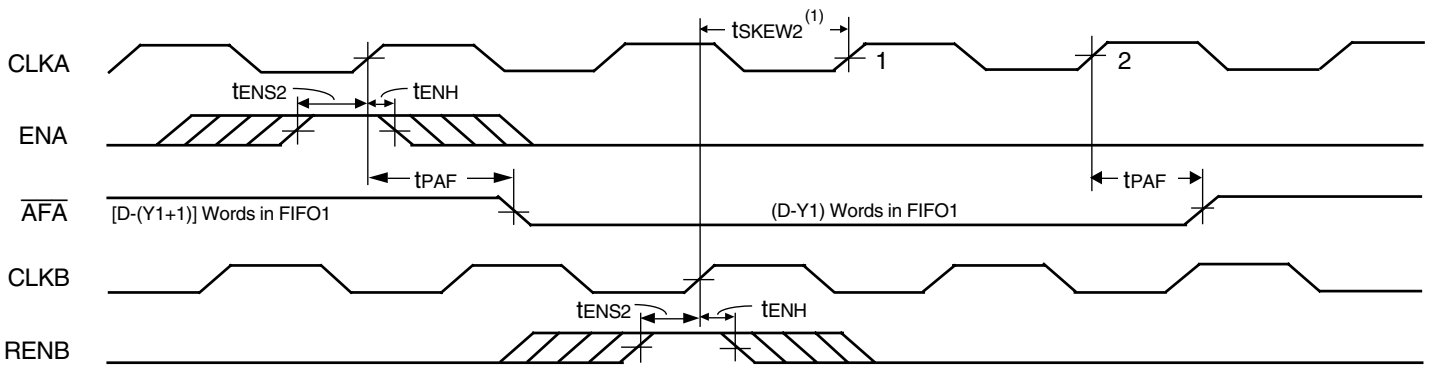 tSKEW2 (1)
CLKA 1 2
tENS2 tENH
ENA
tPAF tPAF
AFA [D-(Y1+1)] Words in FIFO1 (D-Y1) Words in FIFO1
CLKB
tENS2 tENH
RENB